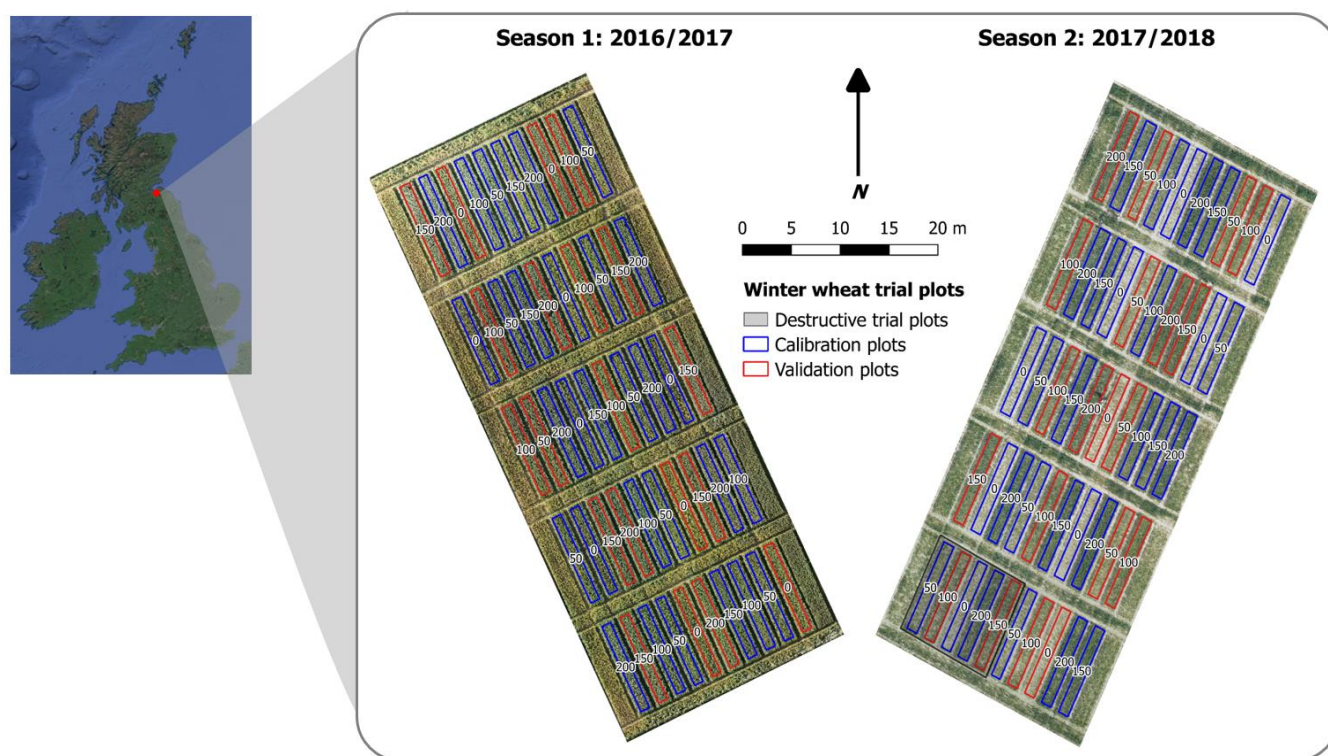 Season 1: 2016/2017
Season 2: 2017/2018
N
0 5 10 15 20 m
Winter wheat trial plots
Destructive trial plots
Calibration plots
Validation plots
150 200 0 100 50 150 200 0 100 50
0 100 50 150 200 0 100 50 150 200
100 50 200 0 150 100 50 200 0 150
50 0 150 200 100 50 0 150 200 100
200 150 100 50 0 200 150 100 50 0
200 150 50 100 0 200 150 50 100 0
100 200 150 0 50 100 200 150 0 50
0 50 100 150 200 0 50 100 150 200
150 0 200 50 100 150 0 200 50 100
50 100 0 200 150 50 100 0 200 150